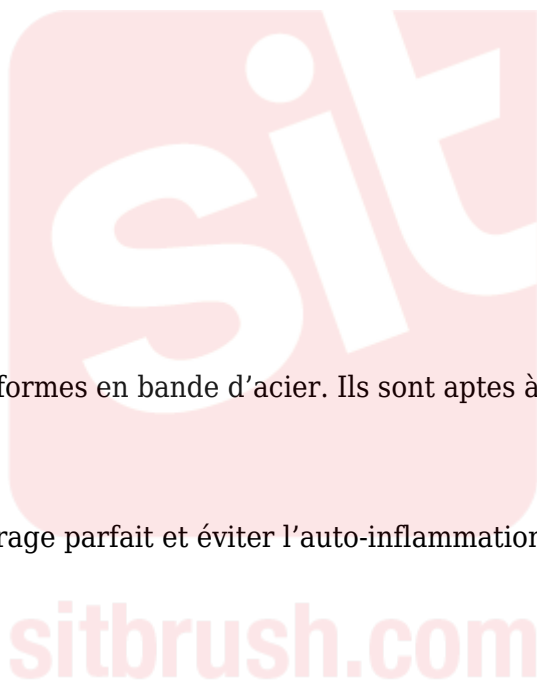 sit
formes en bande d’acier. Ils sont aptes à
rage parfait et éviter l’auto-inflammation
sitbrush.com